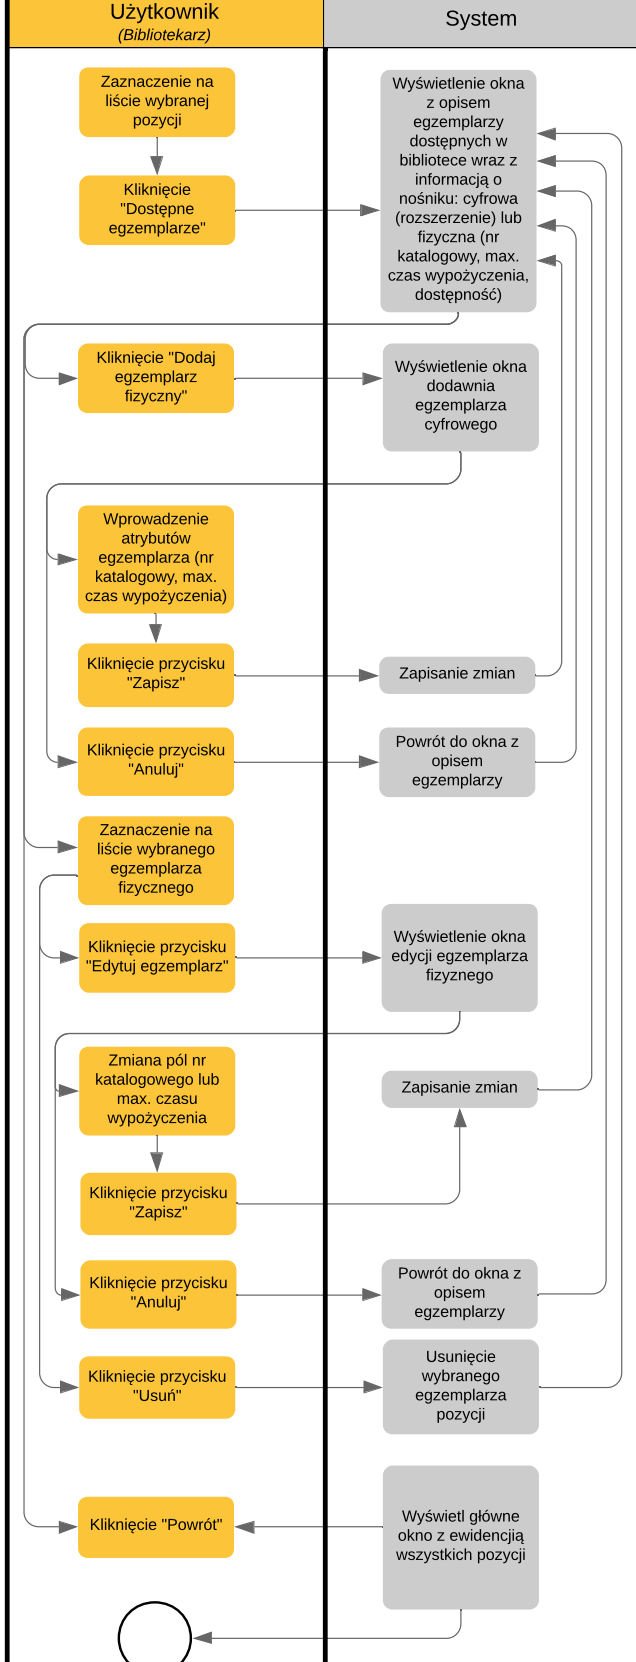 Użytkownik
(Bibliotekarz)
System
Zaznaczenie na
liście wybranej
pozycji
Kliknięcie
"Dostępne
egzemplarze"
Wyświetlenie okna
z opisem
egzemplarzy
dostępnych w
bibliotece wraz z
informacją o
nośniku: cyfrowa
(rozszerzenie) lub
fizyczna (nr
katalogowy, max.
czas wypożyczenia,
dostępność)
Kliknięcie "Dodaj
egzemplarz
fizyczny"
Wyświetlenie okna
dodawnia
egzemplarza
cyfrowego
Wprowadzenie
atrybutów
egzemplarza (nr
katalogowy, max.
czas wypożyczenia)
Kliknięcie przycisku
"Zapisz"
Zapisanie zmian
Kliknięcie przycisku
"Anuluj"
Powrót do okna z
opisem
egzemplarzy
Zaznaczenie na
liście wybranego
egzemplarza
fizycznego
Kliknięcie przycisku
"Edytuj egzemplarz"
Wyświetlenie okna
edycji egzemplarza
fizyznego
Zmiana pól nr
katalogowego lub
max. czasu
wypożyczenia
Zapisanie zmian
Kliknięcie przycisku
"Zapisz"
Kliknięcie przycisku
"Anuluj"
Powrót do okna z
opisem
egzemplarzy
Kliknięcie przycisku
"Usuń"
Usunięcie
wybranego
egzemplarza
pozycji
Kliknięcie "Powrót"
Wyświetl główne
okno z ewidencjią
wszystkich pozycji